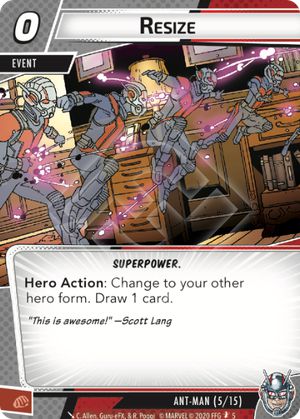 0
RESIZE
EVENT
SUPERPOWER.
Hero Action: Change to your other
hero form. Draw 1 card.
"This is awesome!" —Scott Lang
ANT-MAN (5/15)
C. Allen, Guru-eFX, & R. Poggi © MARVEL © 2020 FFG 5